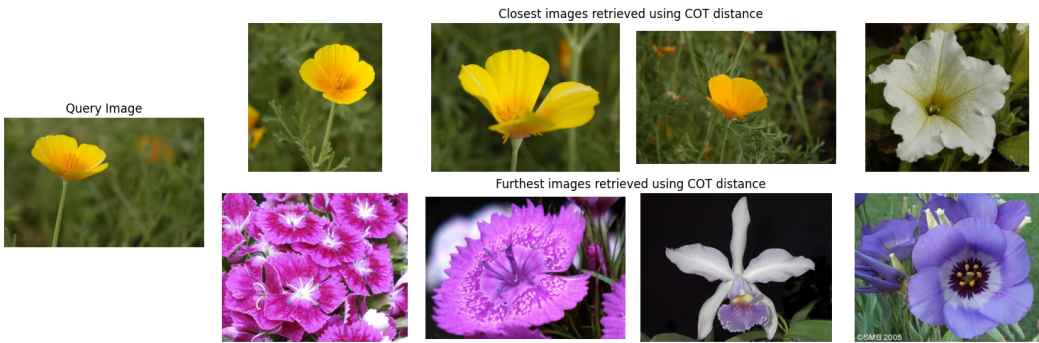 Closest images retrieved using COT distance
Query Image
Furthest images retrieved using COT distance
©SMB 2005